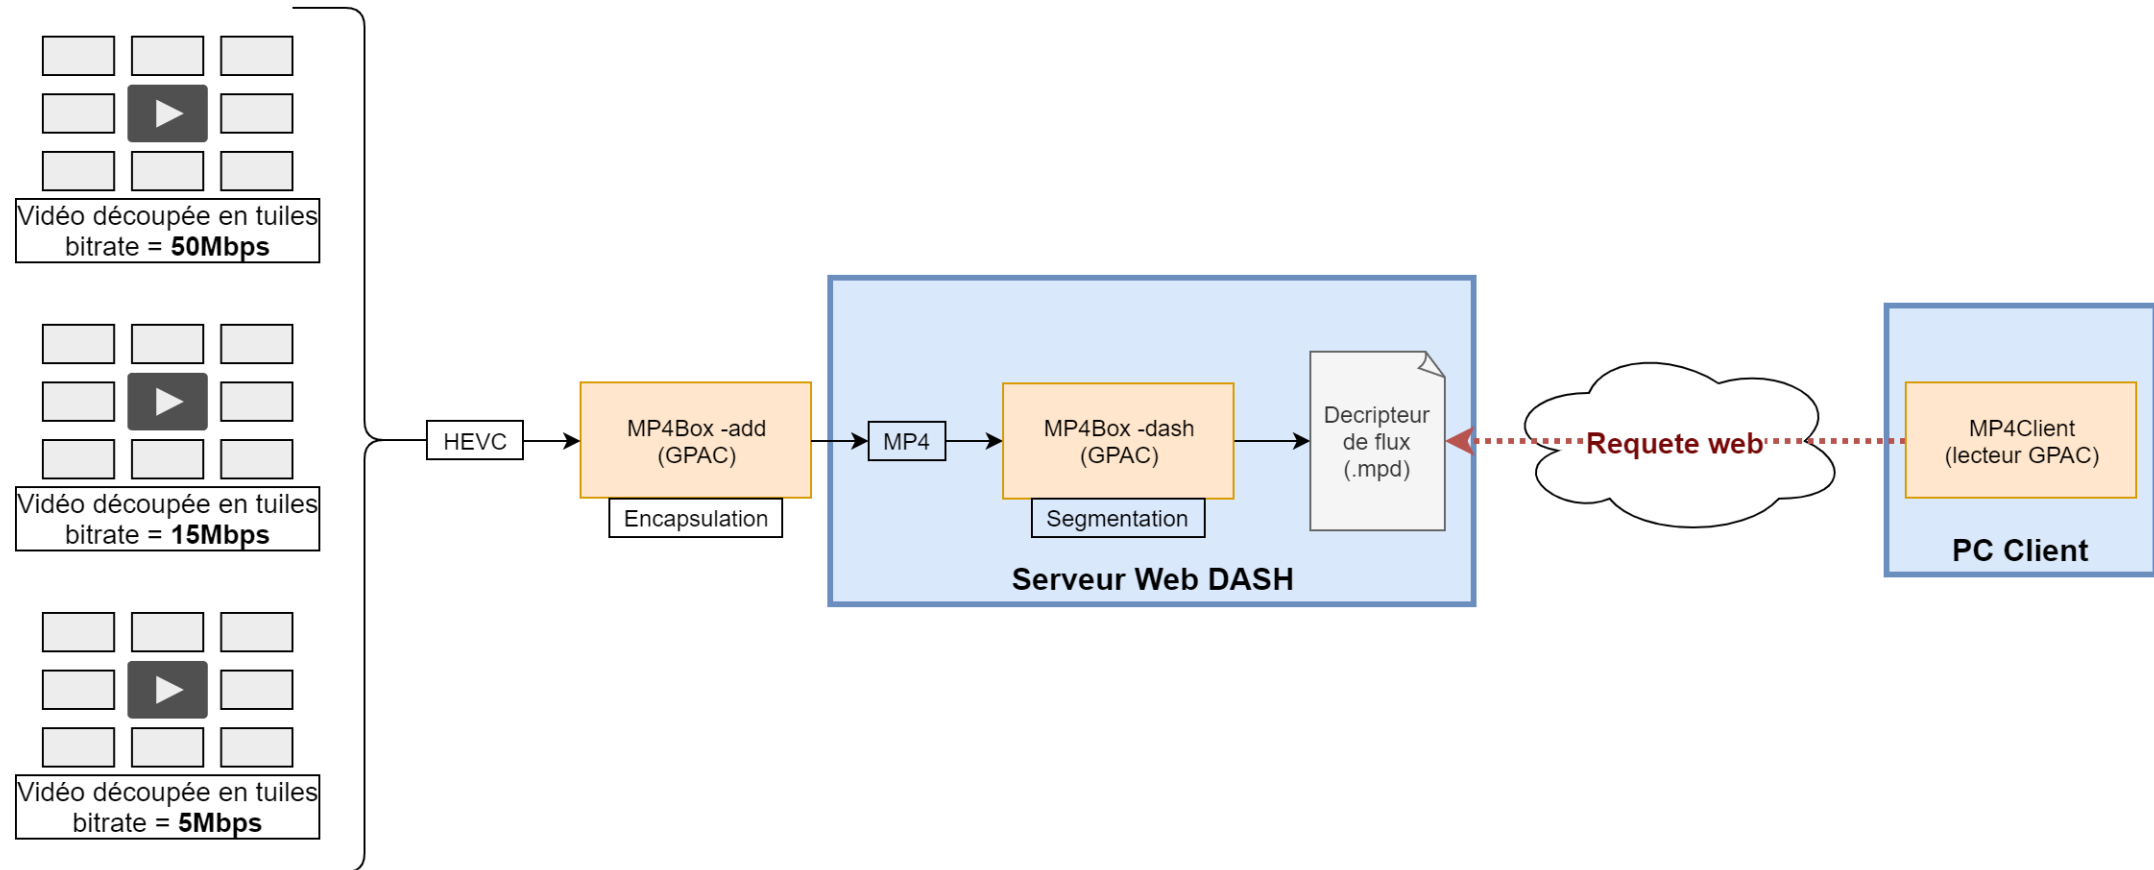 Vidéo découpée en tuiles
bitrate = 50Mbps
Vidéo découpée en tuiles
bitrate = 15Mbps
Vidéo découpée en tuiles
bitrate = 5Mbps
HEVC
MP4Box -add
(GPAC)
Encapsulation
MP4
MP4Box -dash
(GPAC)
Segmentation
Decripteur
de flux
(.mpd)
Serveur Web DASH
Requete web
MP4Client
(lecteur GPAC)
PC Client